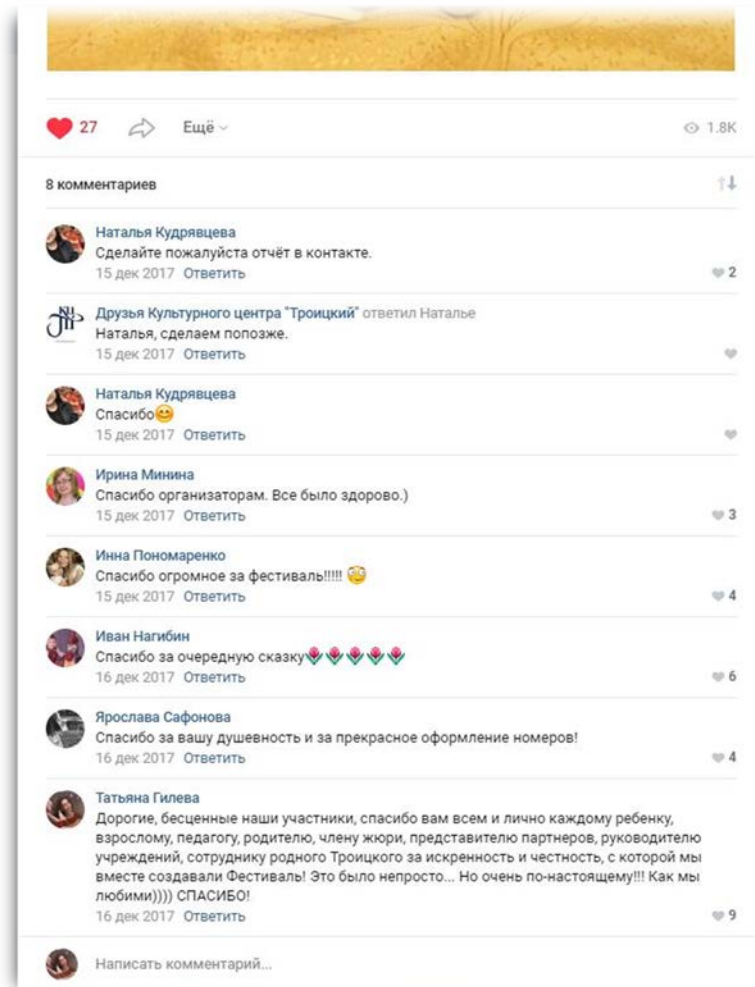 27 Ещё 1.8K
8 комментариев
Наталья Кудрявцева
Сделайте пожалуйста отчёт в контакте.
15 дек 2017 Ответить 2
Друзья Культурного центра "Троицкий" ответил Наталье
Наталья, сделаем попозже.
15 дек 2017 Ответить
Наталья Кудрявцева
Спасибо😊
15 дек 2017 Ответить
Ирина Минина
Спасибо организаторам. Все было здорово.)
15 дек 2017 Ответить 3
Инна Пономаренко
Спасибо огромное за фестиваль!!!!!
15 дек 2017 Ответить 4
Иван Нагибин
Спасибо за очередную сказку🌷🌷🌷🌷🌷
16 дек 2017 Ответить 6
Ярослава Сафонова
Спасибо за вашу душевность и за прекрасное оформление номеров!
16 дек 2017 Ответить 4
Татьяна Гилева
Дорогие, бесценные наши участники, спасибо вам всем и лично каждому ребенку,
взрослому, педагогу, родителю, члену жюри, представителю партнеров, руководителю
учреждений, сотруднику родного Троицкого за искренность и честность, с которой мы
вместе создавали Фестиваль! Это было непросто... Но очень по-настоящему!!! Как мы
любими)))) СПАСИБО!
16 дек 2017 Ответить 9
Написать комментарий...